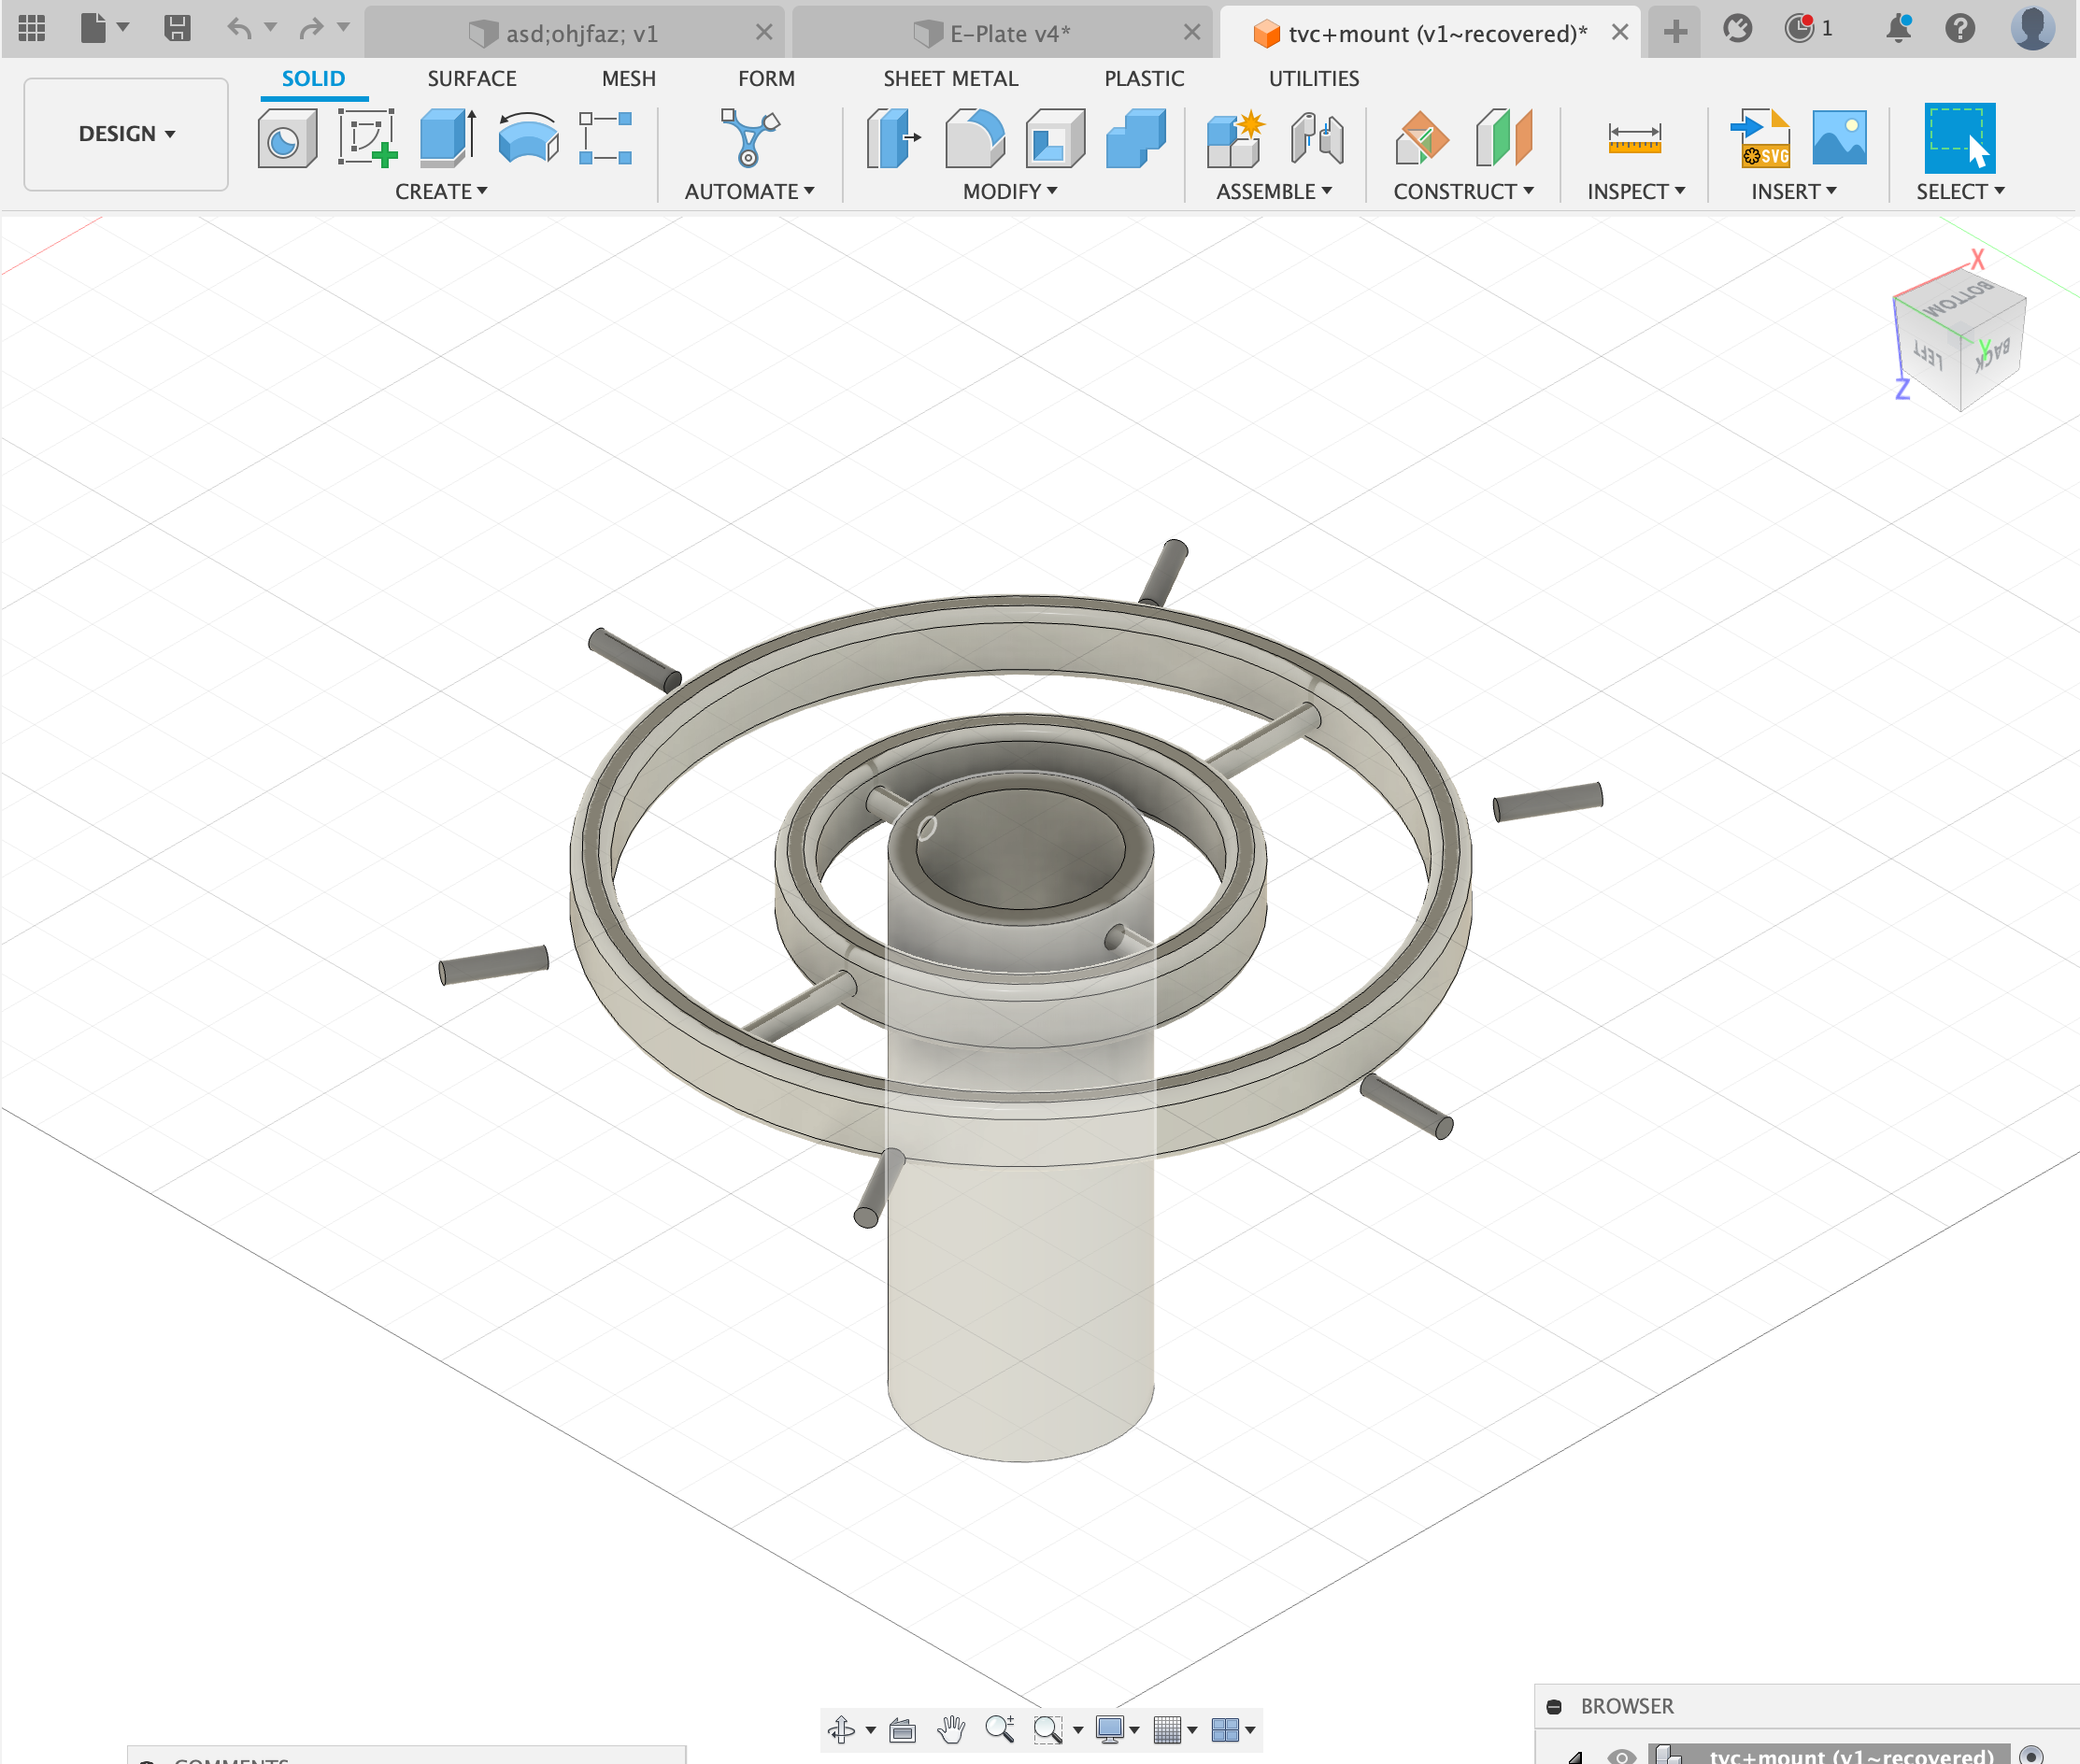 asd;ohjfaz; v1
E-Plate v4*
tvc+mount (v1~recovered)*
1
SOLID
SURFACE
MESH
FORM
SHEET METAL
PLASTIC
UTILITIES
DESIGN
SVG
CREATE
AUTOMATE
MODIFY
ASSEMBLE
CONSTRUCT
INSPECT
INSERT
SELECT
X
BOTTOM
LEFT
BACK
Y
Z
BROWSER
COMMENTS
tvc+mount (v1~recovered)